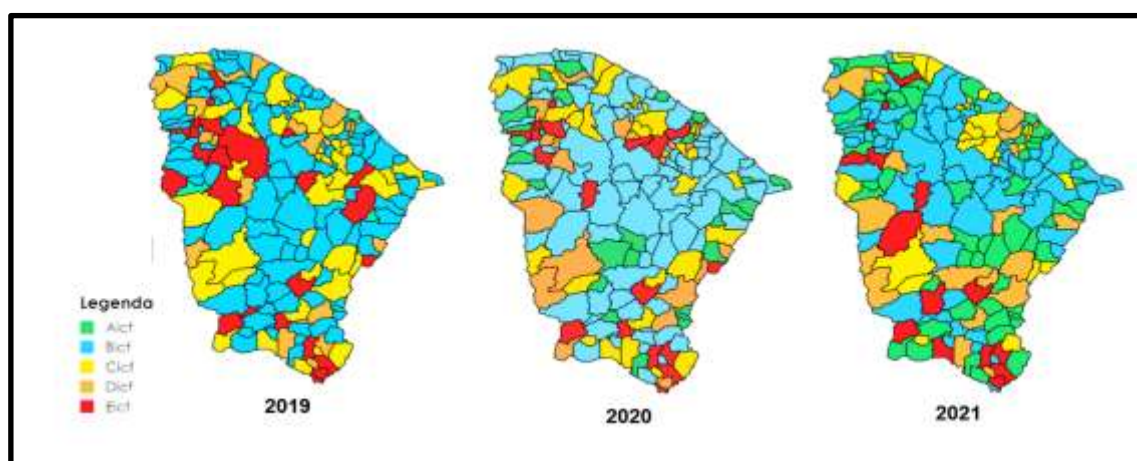 Legenda
AIcf
BIcf
CIcf
DIcf
EIcf
2019
2020
2021